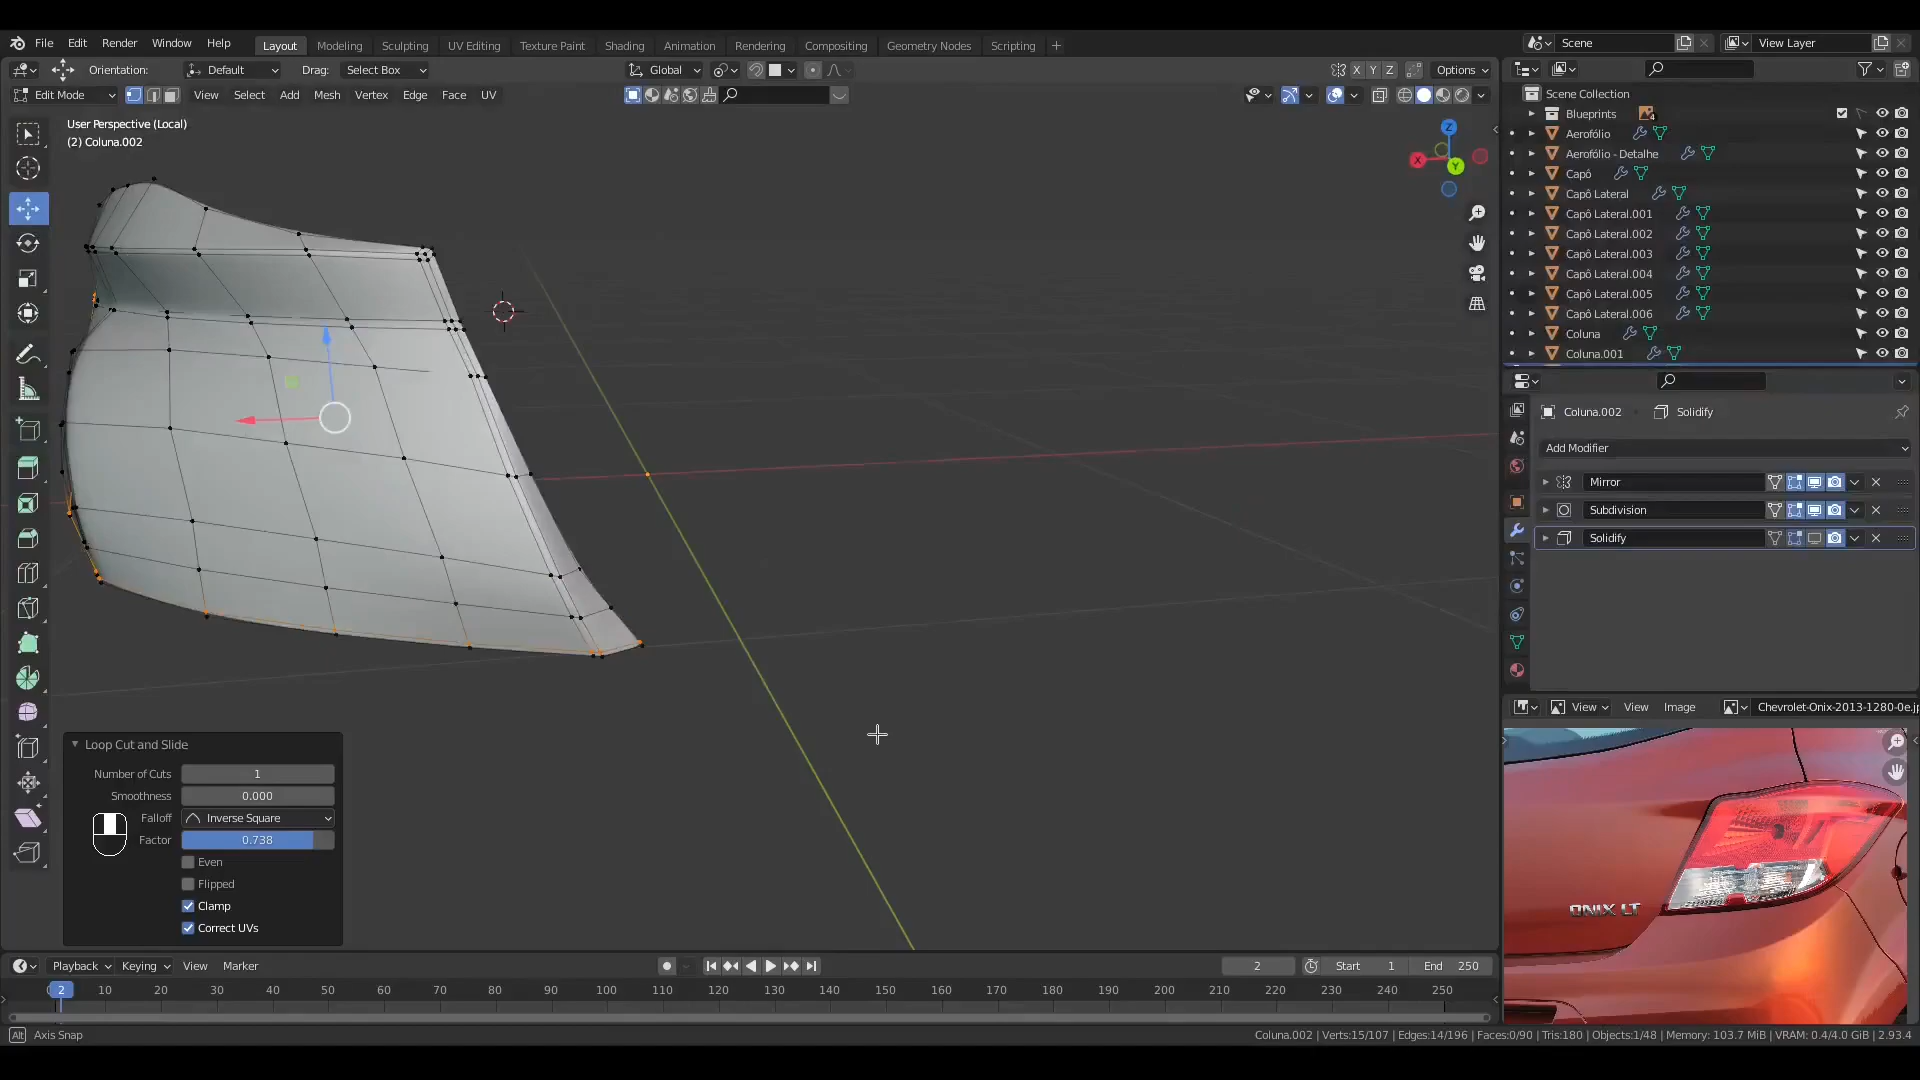 File Edit Render Window Help Layout Modeling Sculpting UV Editing Texture Paint Shading Animation Rendering Compositing Geometry Nodes Scripting + Scene View Layer
Orientation: Default Drag: Select Box Global X Y Z Options
Edit Mode View Select Add Mesh Vertex Edge Face UV
User Perspective (Local)
(2) Coluna.002
Z
X
Y
Scene Collection
Blueprints 4
Aerofólio
Aerofólio - Detalhe
Capô
Capô Lateral
Capô Lateral.001
Capô Lateral.002
Capô Lateral.003
Capô Lateral.004
Capô Lateral.005
Capô Lateral.006
Coluna
Coluna.001
Coluna.002 Solidify
Add Modifier
Mirror
Subdivision
Solidify
View View Image Chevrolet-Onix-2013-1280-0e.jp
ONIX LT
Loop Cut and Slide
Number of Cuts 1
Smoothness 0.000
Falloff Inverse Square
Factor 0.738
Even
Flipped
Clamp
Correct UVs
Playback Keying View Marker 2 Start 1 End 250
2 10 20 30 40 50 60 70 80 90 100 110 120 130 140 150 160 170 180 190 200 210 220 230 240 250
Alt Axis Snap
Coluna.002 | Verts:15/107 | Edges:14/196 | Faces:0/90 | Tris:180 | Objects:1/48 | Memory: 103.7 MiB | VRAM: 0.4/4.0 GiB | 2.93.4